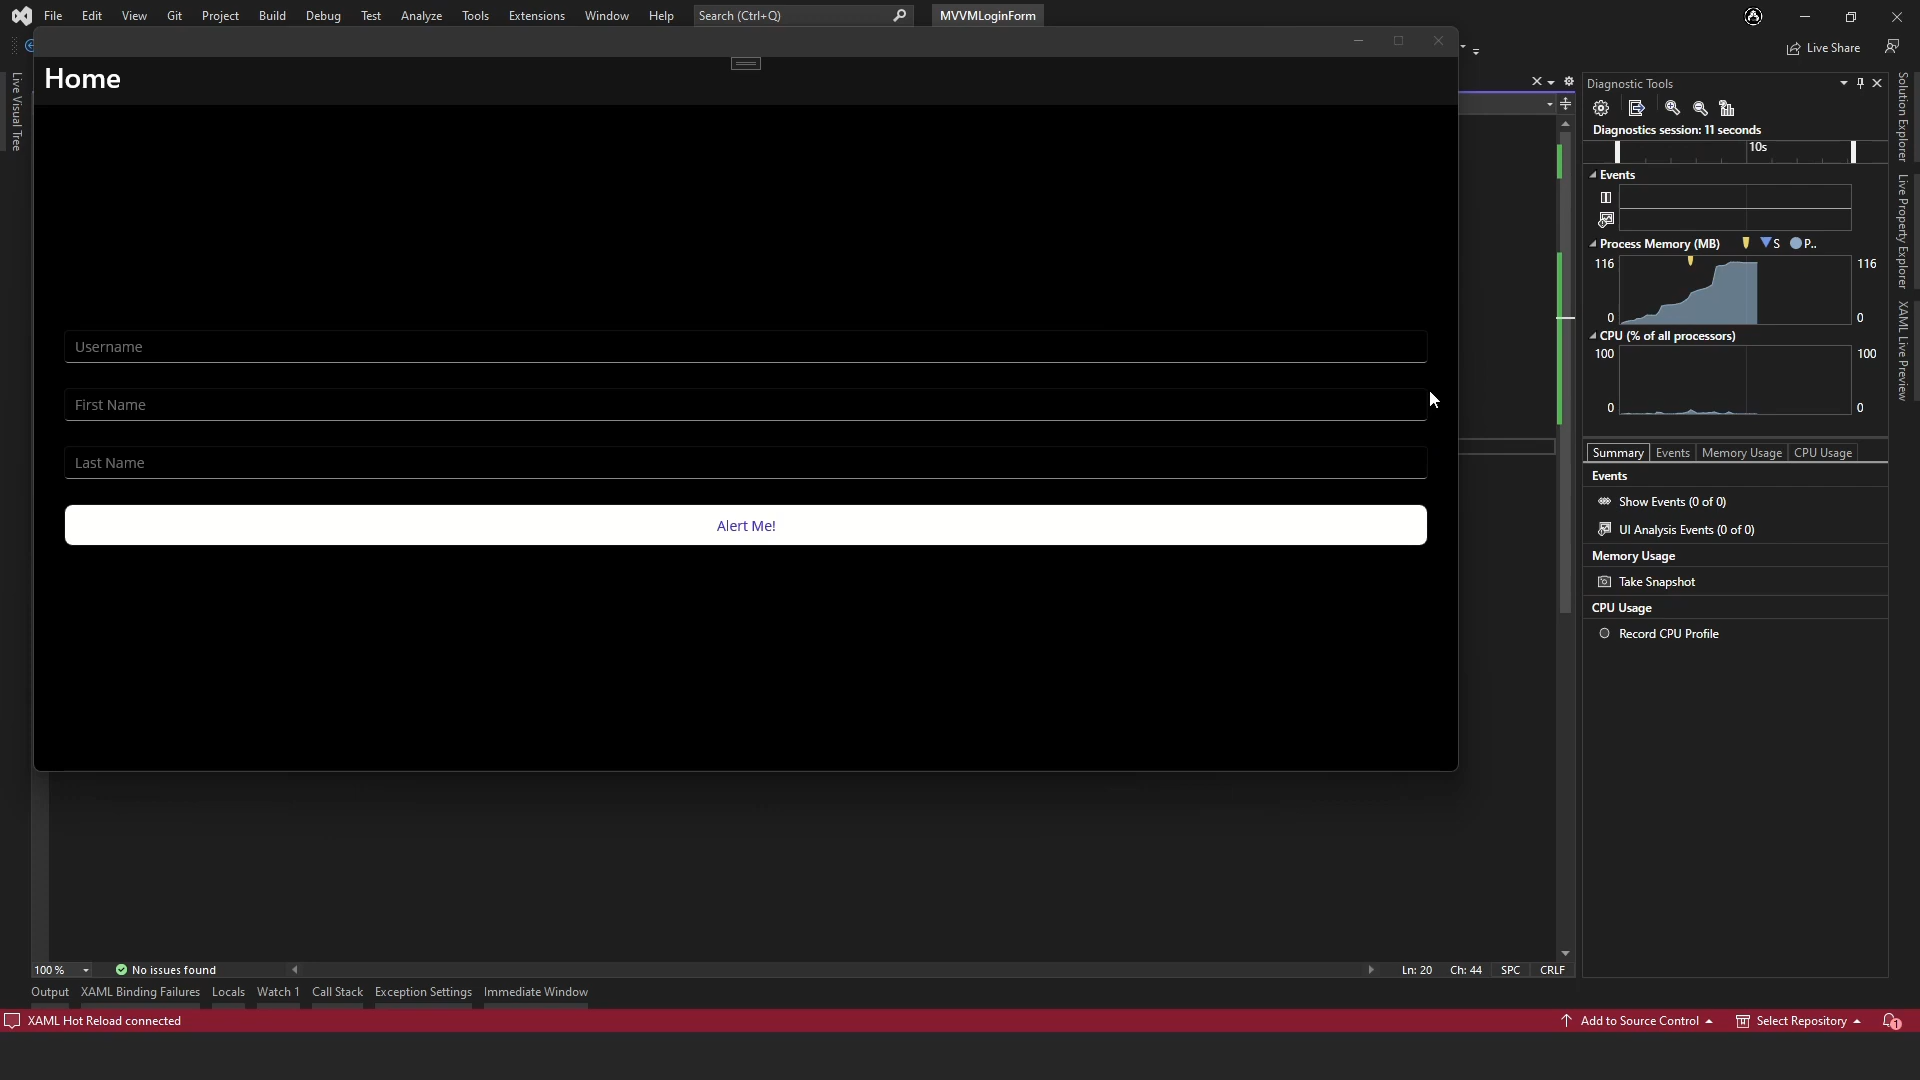 File Edit View Git Project Build Debug Test Analyze Tools Extensions Window Help Search (Ctrl+Q) MVVMLoginForm
Live Share
Home
Live Visual Tree
Username
First Name
Last Name
Alert Me!
Diagnostic Tools
Diagnostics session: 11 seconds
10s
Events
Process Memory (MB) S P..
116 116
0 0
CPU (% of all processors)
100 100
0 0
Summary Events Memory Usage CPU Usage
Events
Show Events (0 of 0)
UI Analysis Events (0 of 0)
Memory Usage
Take Snapshot
CPU Usage
Record CPU Profile
Solution Explorer
Live Property Explorer
XAML Live Preview
100 % No issues found Ln: 20 Ch: 44 SPC CRLF
Output XAML Binding Failures Locals Watch 1 Call Stack Exception Settings Immediate Window
XAML Hot Reload connected Add to Source Control Select Repository 1